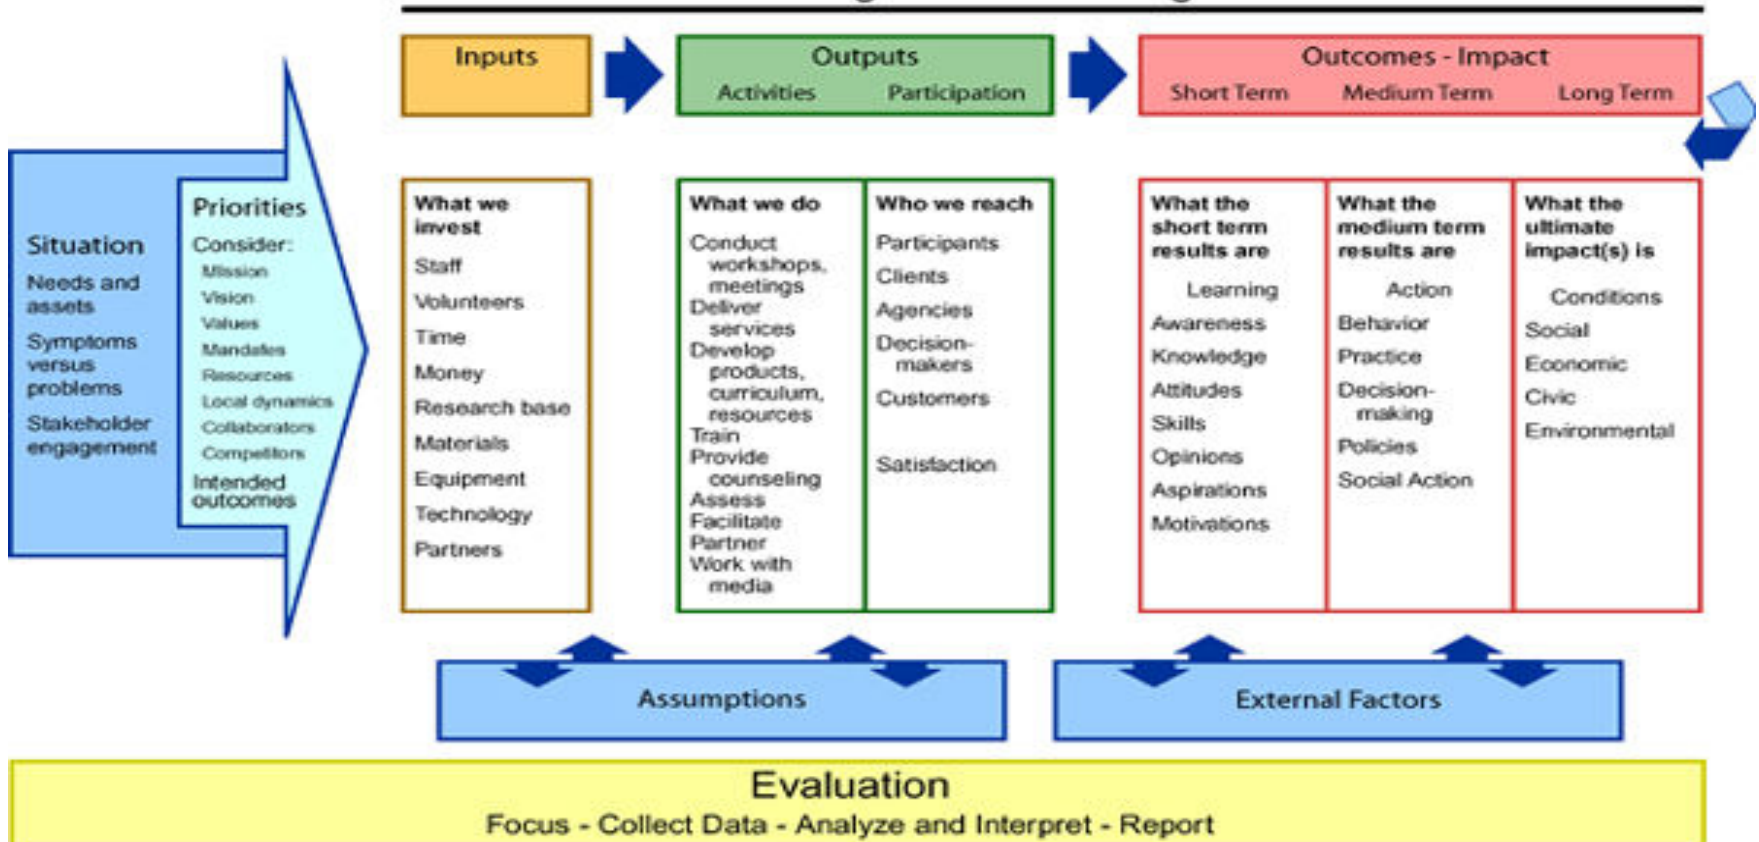 Inputs
Outputs
Activities Participation
Outcomes - Impact
Short Term Medium Term Long Term
Situation
Needs and
assets
Symptoms
versus
problems
Stakeholder
engagement
Priorities
Consider:
Mission
Vision
Values
Mandates
Resources
Local dynamics
Collaborators
Competitors
Intended
outcomes
What we
invest
Staff
Volunteers
Time
Money
Research base
Materials
Equipment
Technology
Partners
What we do
Conduct
workshops,
meetings
Deliver
services
Develop
products,
curriculum,
resources
Train
Provide
counseling
Assess
Facilitate
Partner
Work with
media
Who we reach
Participants
Clients
Agencies
Decision-
makers
Customers
Satisfaction
What the
short term
results are
Learning
Awareness
Knowledge
Attitudes
Skills
Opinions
Aspirations
Motivations
What the
medium term
results are
Action
Behavior
Practice
Decision-
making
Policies
Social Action
What the
ultimate
impact(s) is
Conditions
Social
Economic
Civic
Environmental
Assumptions
External Factors
Evaluation
Focus - Collect Data - Analyze and Interpret - Report